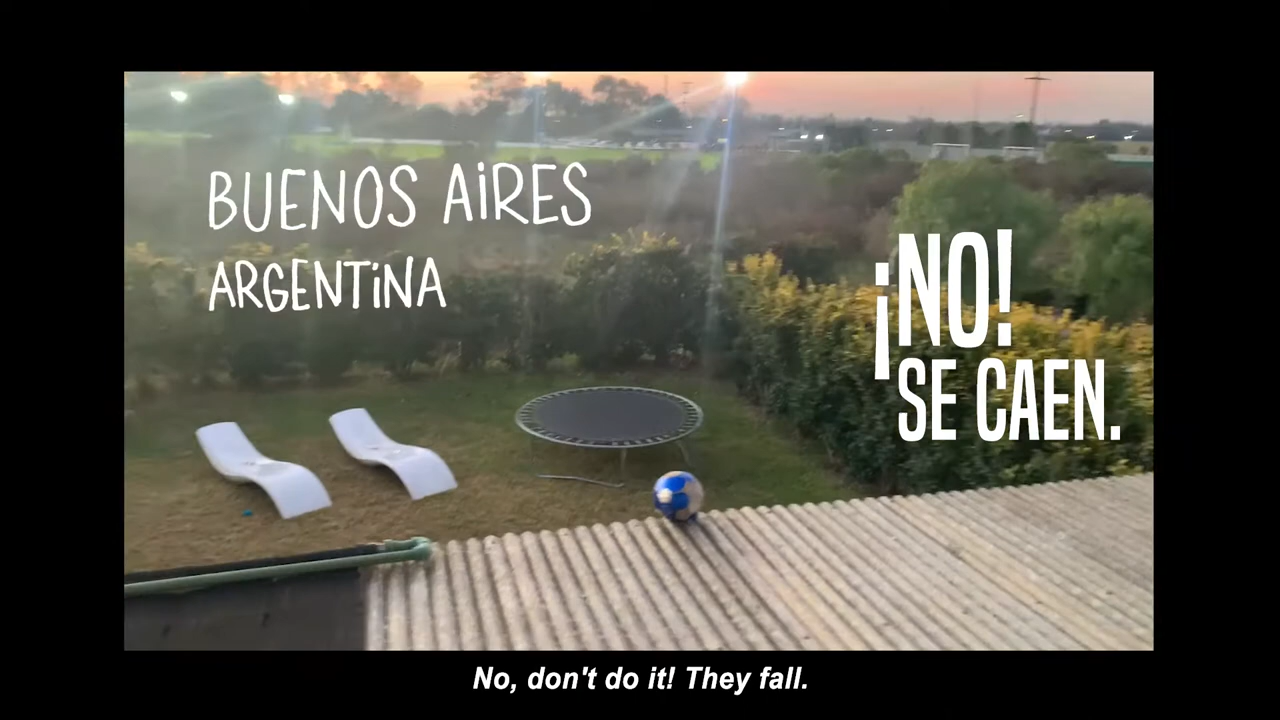 BUENOS AiRES
ARGENTiNA
¡NO!
SE CAEN.
No, don't do it! They fall.